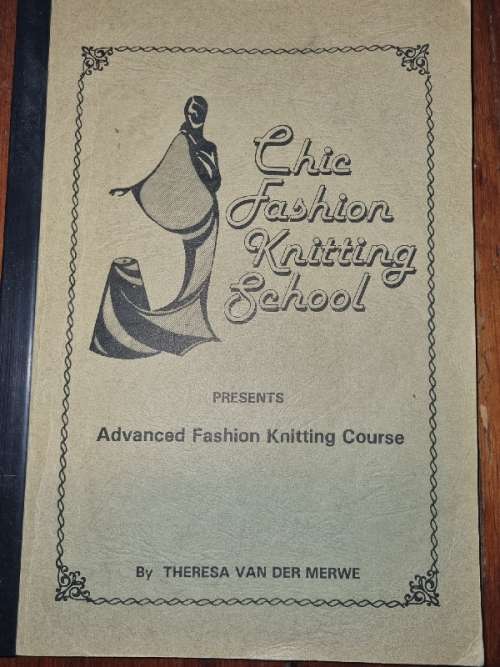 Chic
Fashion
Knitting
School
PRESENTS
Advanced Fashion Knitting Course
By THERESA VAN DER MERWE